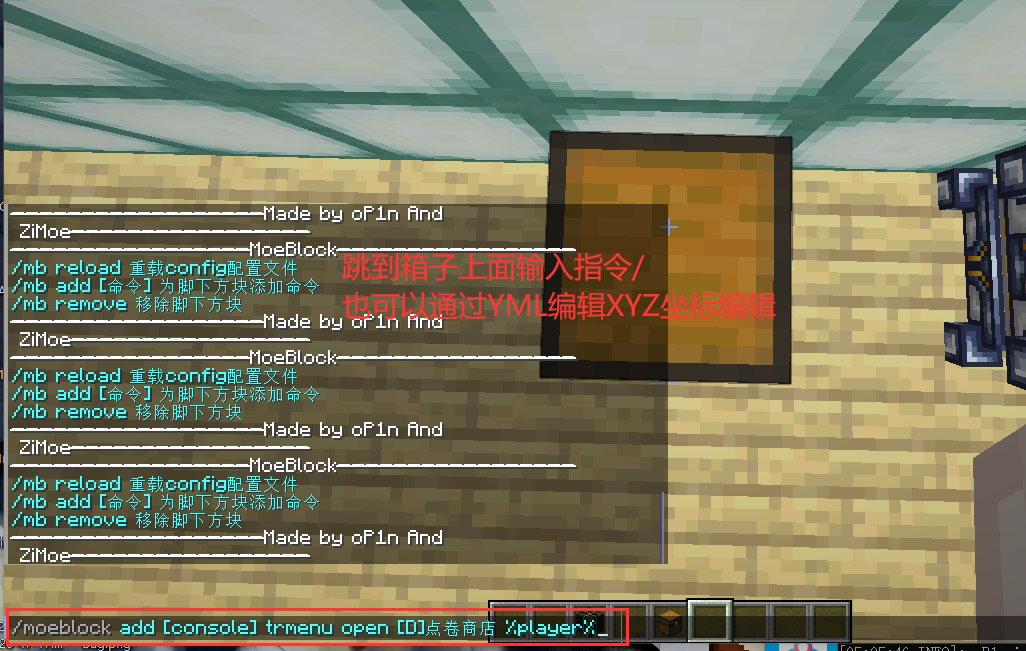 ——————————————Made by oP1n And
ZiMoe——————————————
——————————————MoeBlock——————————————
/mb reload 重载config配置文件
/mb add [命令] 为脚下方块添加命令
/mb remove 移除脚下方块
——————————————Made by oP1n And
ZiMoe——————————————
——————————————MoeBlock——————————————
/mb reload 重载config配置文件
/mb add [命令] 为脚下方块添加命令
/mb remove 移除脚下方块
——————————————Made by oP1n And
ZiMoe——————————————
——————————————MoeBlock——————————————
/mb reload 重载config配置文件
/mb add [命令] 为脚下方块添加命令
/mb remove 移除脚下方块
——————————————Made by oP1n And
ZiMoe——————————————
跳到箱子上面输入指令/
也可以通过YML编辑XYZ坐标编辑
/moeblock add [console] trmenu open [D]点卷商店 %player%_